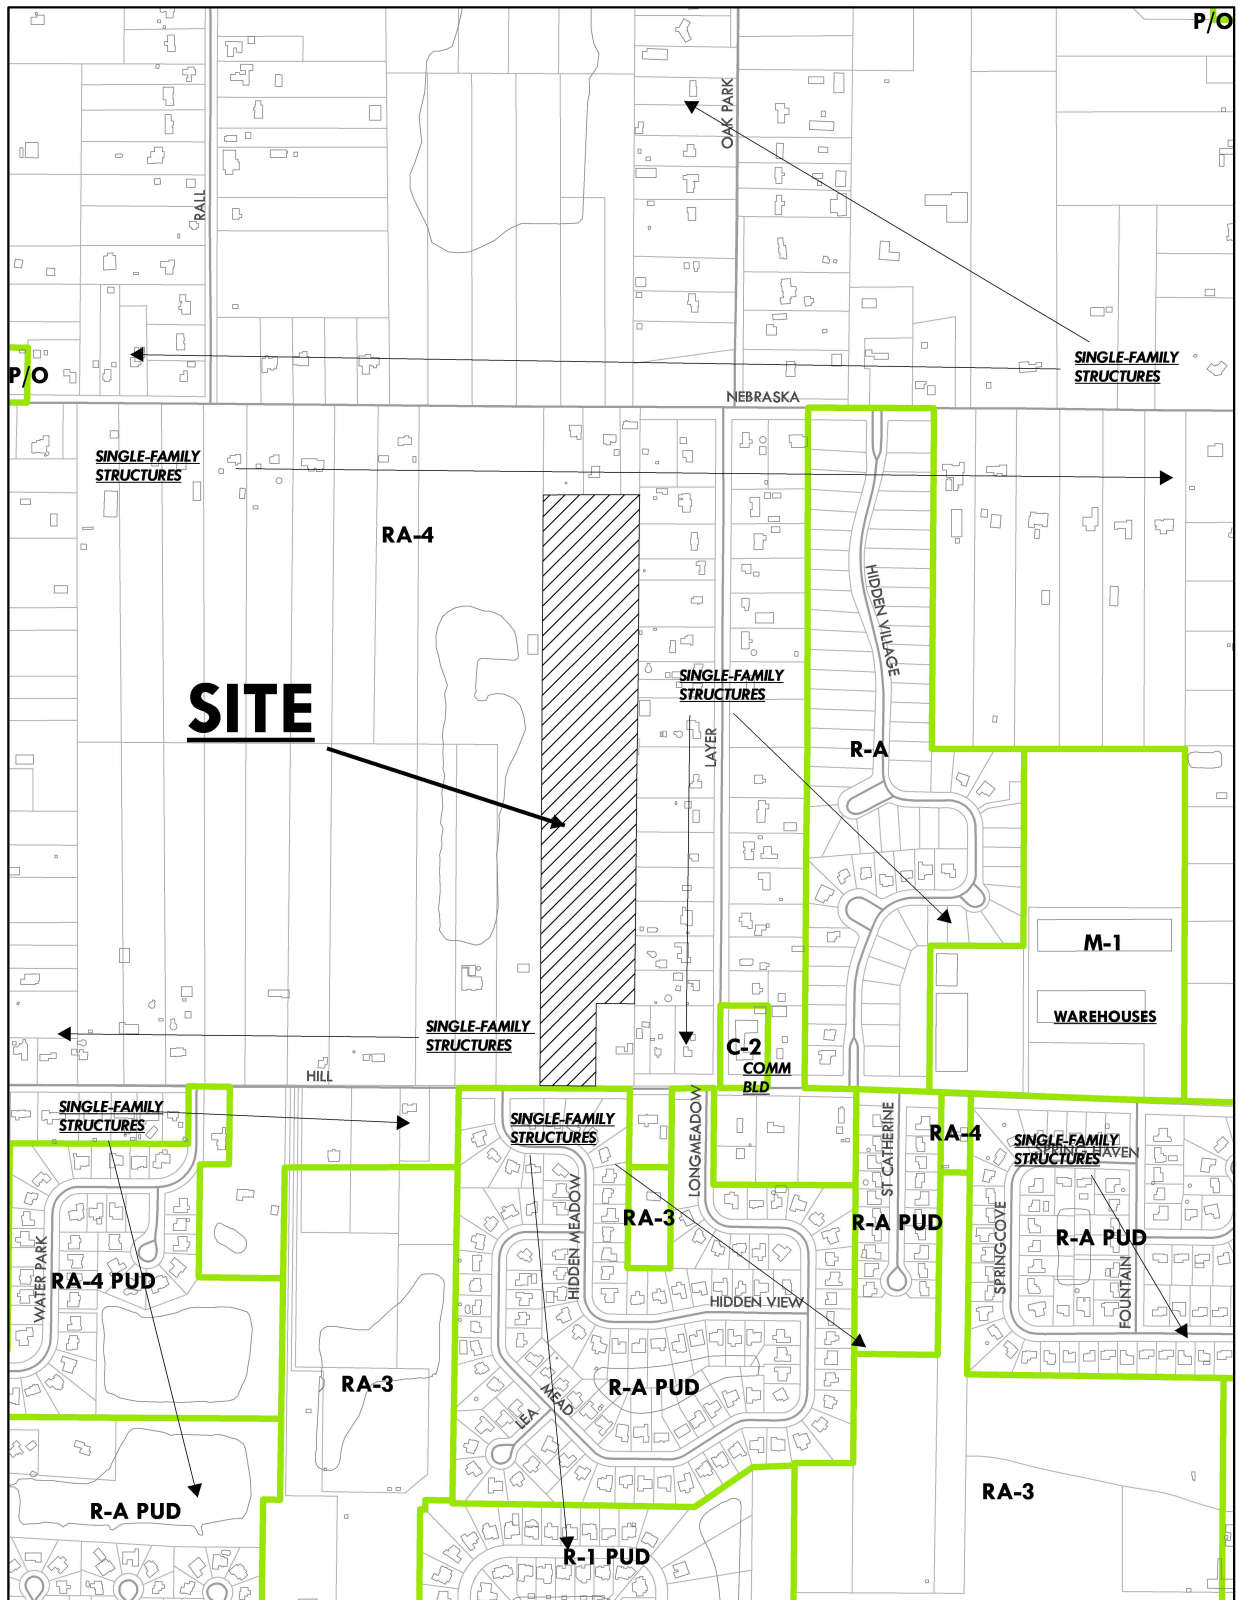 P/O
OAK PARK
RALL
SINGLE-FAMILY
STRUCTURES
P/O
NEBRASKA
SINGLE-FAMILY
STRUCTURES
RA-4
HIDDEN VILLAGE
SINGLE-FAMILY
STRUCTURES
SITE
LAYER
R-A
M-1
WAREHOUSES
SINGLE-FAMILY
STRUCTURES
C-2
COMM
BLD
HILL
SINGLE-FAMILY
STRUCTURES
SINGLE-FAMILY
STRUCTURES
LONGMEADOW
ST CATHERINE
RA-4
SINGLE-FAMILY
STRUCTURES
SPRING HAVEN
HIDDEN MEADOW
RA-3
R-A PUD
SPRINGCOVE
R-A PUD
FOUNTAIN
WATER PARK
RA-4 PUD
HIDDEN VIEW
RA-3
R-A PUD
LEA
MEAD
R-A PUD
RA-3
R-1 PUD